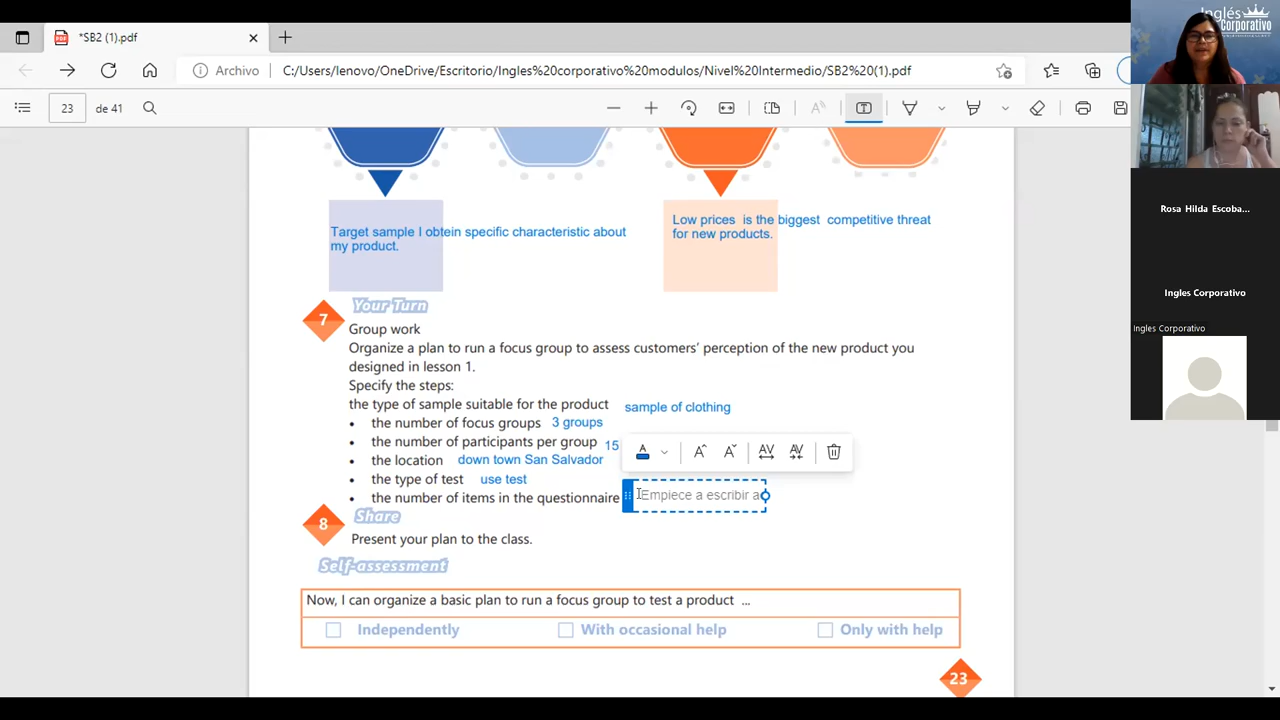 *SB2 (1).pdf
Archivo
C:/Users/lenovo/OneDrive/Escritorio/Ingles%20corporativo%20modulos/Nivel%20Intermedio/SB2%20(1).pdf
23
de 41
Inglés
Corporativo
Rosa Hilda Escoba...
Ingles Corporativo
Ingles Corporativo
Target sample I obtein specific characteristic about
my product.
Low prices is the biggest competitive threat
for new products.
7
Your Turn
Group work
Organize a plan to run a focus group to assess customers' perception of the new product you
designed in lesson 1.
Specify the steps:
the type of sample suitable for the product sample of clothing
• the number of focus groups 3 groups
• the number of participants per group 15
• the location down town San Salvador
• the type of test use test
• the number of items in the questionnaire Empiece a escribir a
8
Share
Present your plan to the class.
Self-assessment
Now, I can organize a basic plan to run a focus group to test a product ...
Independently
With occasional help
Only with help
23